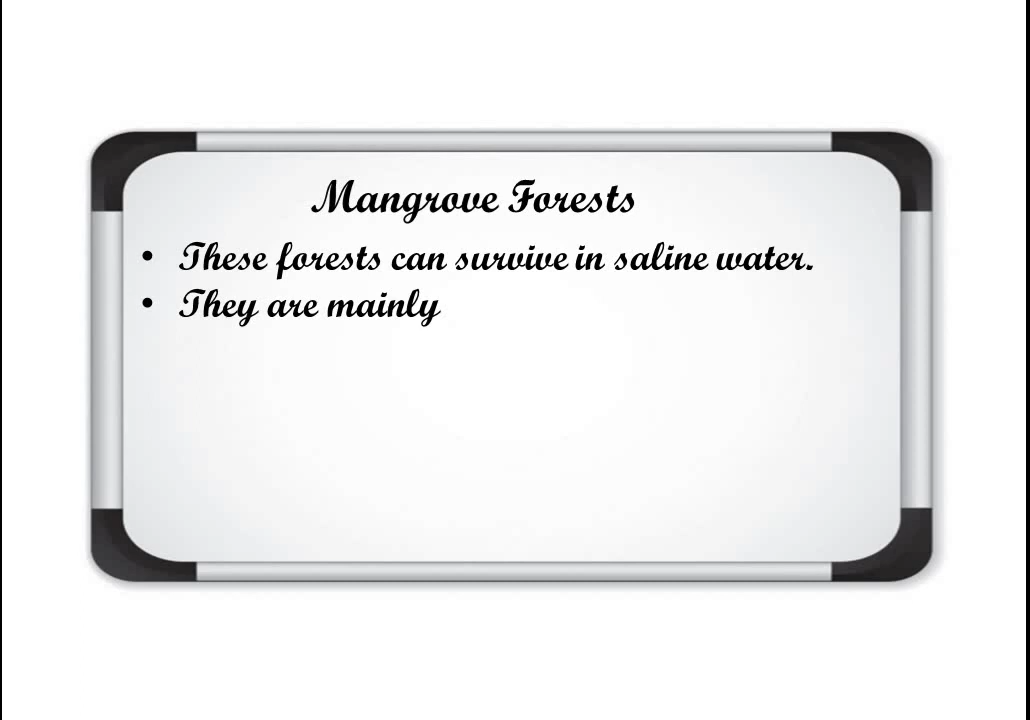 Mangrove Forests
• These forests can survive in saline water.
• They are mainly